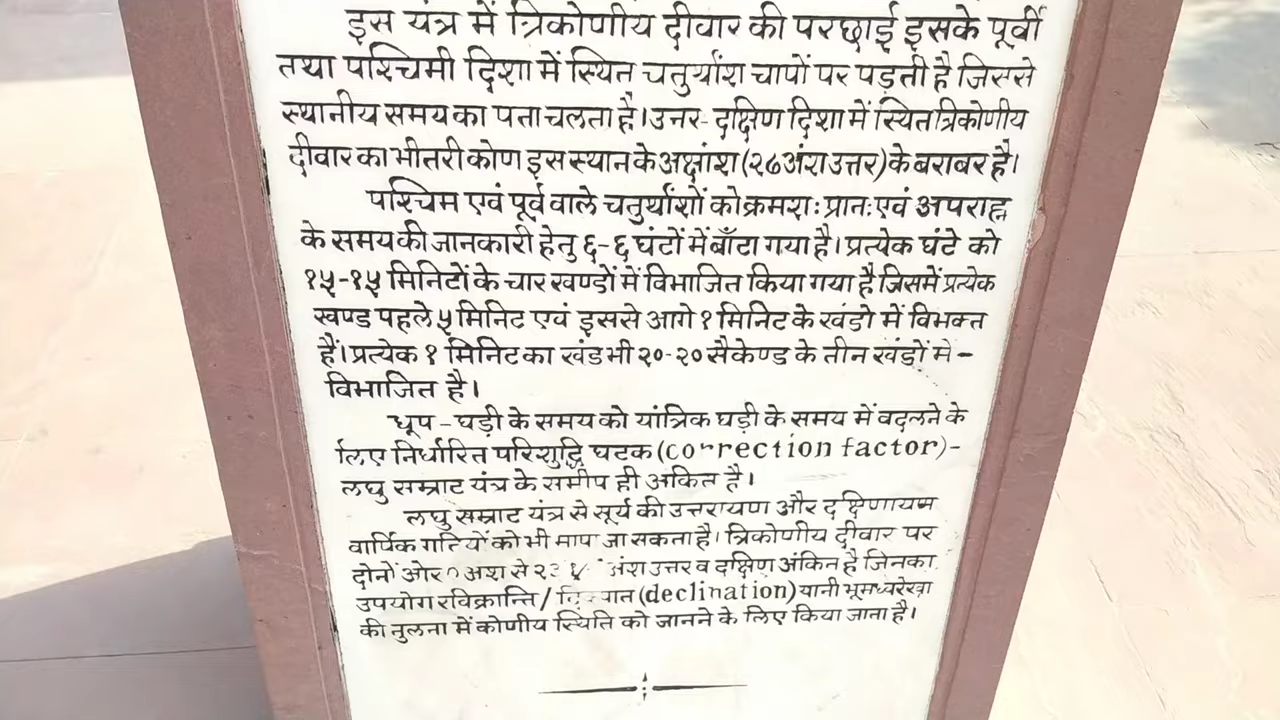 इस यंत्र में त्रिकोणीय दीवार की परछाई इसके पूर्वी
तथा पश्चिमी दिशा में स्थित चतुर्थांश चापों पर पड़ती है जिससे
स्थानीय समय का पता चलता है। उत्तर- दक्षिण दिशा में स्थित त्रिकोणीय
दीवार का भीतरी कोण इस स्थान के अक्षांश (२७ अंश उत्तर) के बराबर है।
पश्चिम एवं पूर्व वाले चतुर्थांशों को क्रमशः प्रातः एवं अपराह्न
के समय की जानकारी हेतु ६-६ घंटों में बाँटा गया है। प्रत्येक घंटे को
१५-१५ मिनिटों के चार खण्डों में विभाजित किया गया है जिसमें प्रत्येक
खण्ड पहले ५ मिनिट एवं इससे आगे १ मिनिट के खंडो में विभक्त
हैं। प्रत्येक १ मिनिट का खंड भी २०-२० सैकेण्ड के तीन खंडों में -
विभाजित है।
धूप - घड़ी के समय को यांत्रिक घड़ी के समय में बदलने के
लिए निर्धारित परिशुद्धि घटक (correction factor) -
लघु सम्राट यंत्र के समीप ही अंकित है।
लघु सम्राट यंत्र से सूर्य की उत्तरायण और दक्षिणायन
वार्षिक गतियों को भी मापा जा सकता है। त्रिकोणीय दीवार पर
दोनों ओर ० अंश से अंश उत्तर व दक्षिण अंकित है जिनका
उपयोग रविक्रान्ति / (declination) यानी भूमध्यरेखा
की तुलना में कोणीय स्थिति को जानने के लिए किया जाता है।